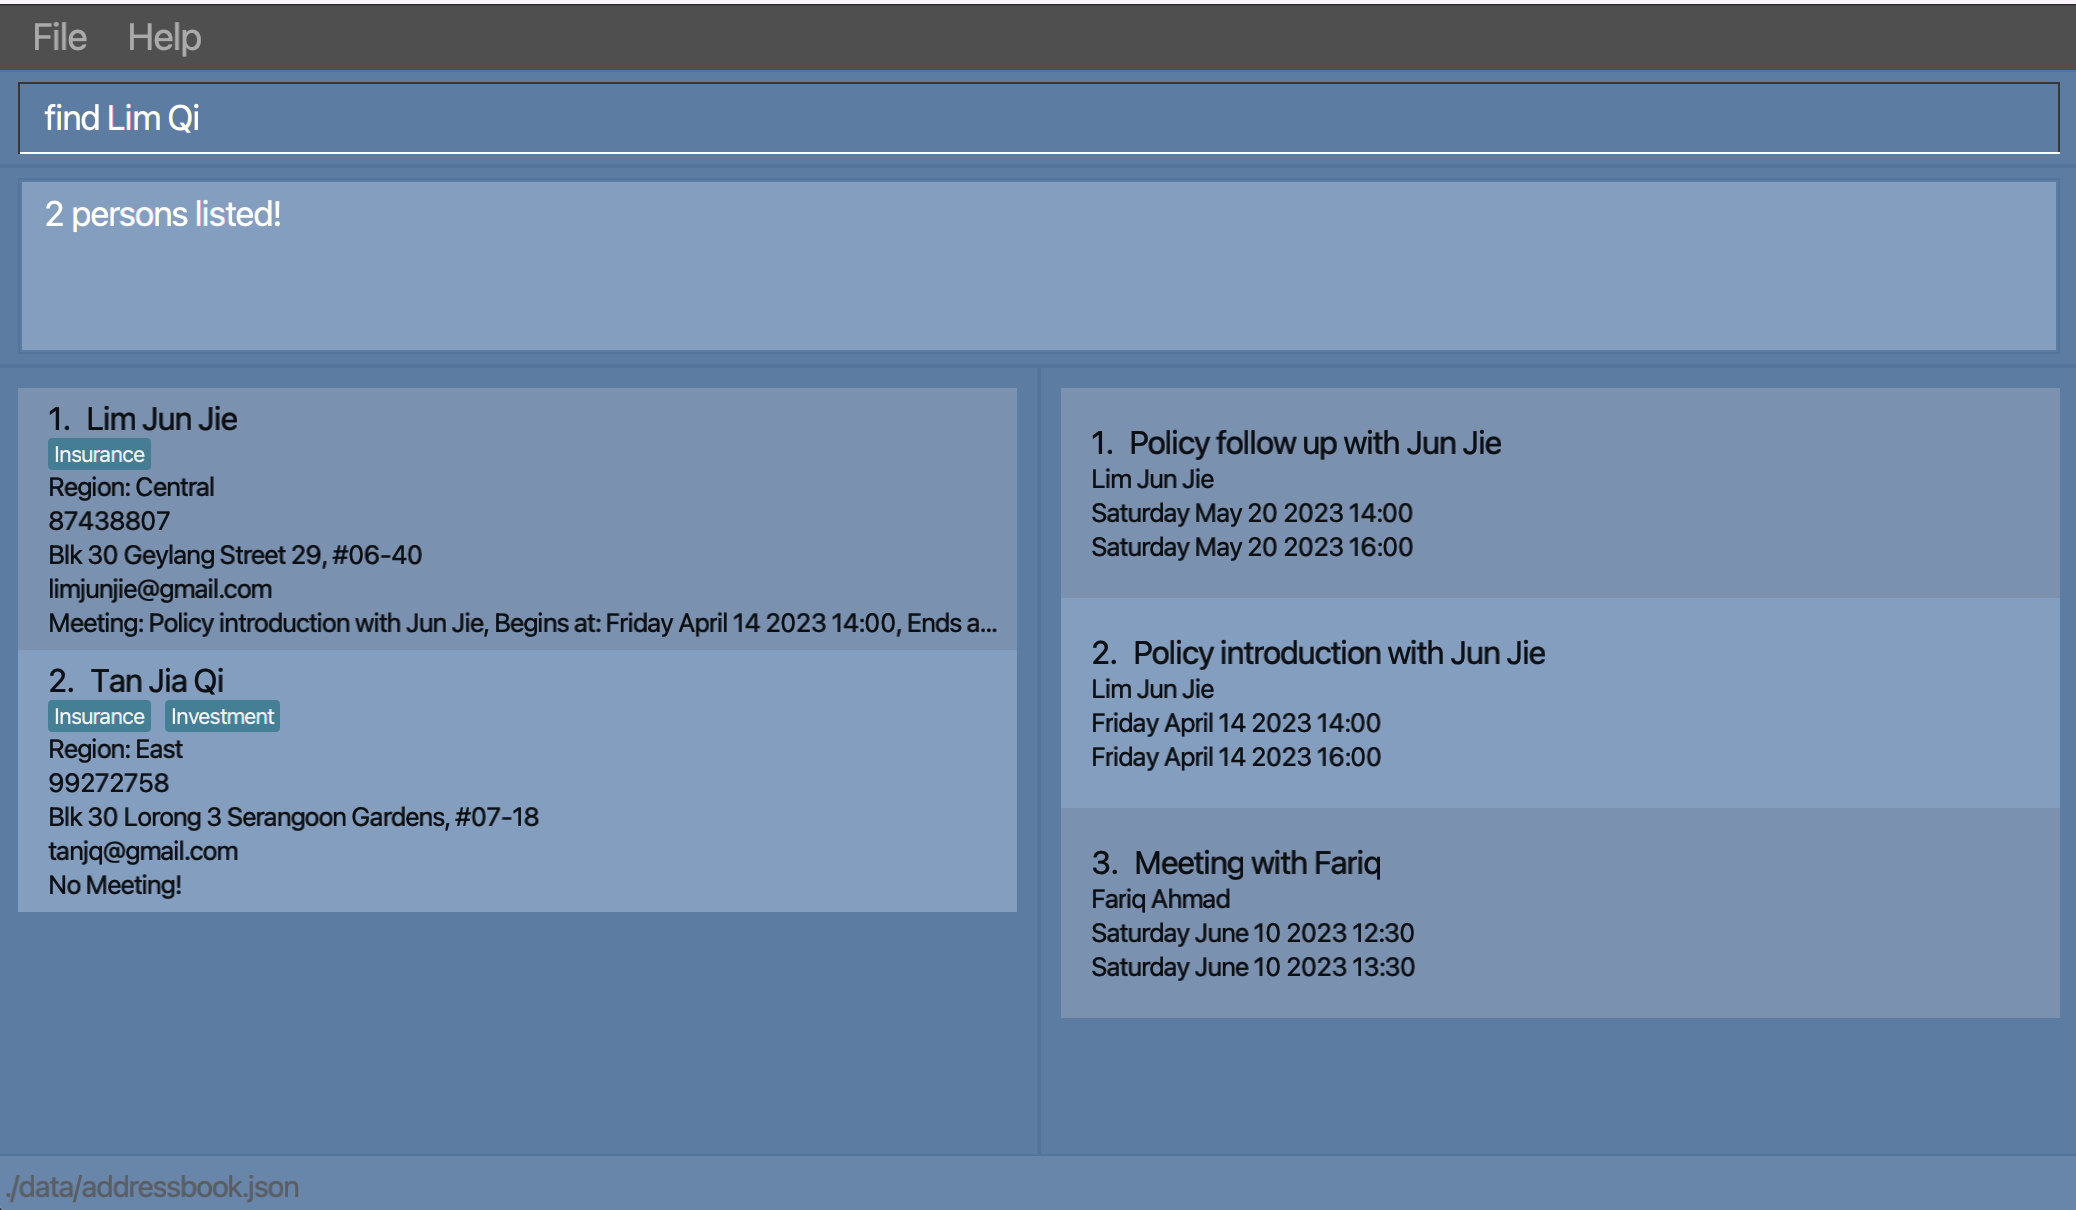 File Help
find Lim Qi
2 persons listed!
1. Lim Jun Jie
Insurance
Region: Central
87438807
Blk 30 Geylang Street 29, #06-40
limjunjie@gmail.com
Meeting: Policy introduction with Jun Jie, Begins at: Friday April 14 2023 14:00, Ends a...
2. Tan Jia Qi
Insurance Investment
Region: East
99272758
Blk 30 Lorong 3 Serangoon Gardens, #07-18
tanjq@gmail.com
No Meeting!
1. Policy follow up with Jun Jie
Lim Jun Jie
Saturday May 20 2023 14:00
Saturday May 20 2023 16:00
2. Policy introduction with Jun Jie
Lim Jun Jie
Friday April 14 2023 14:00
Friday April 14 2023 16:00
3. Meeting with Fariq
Fariq Ahmad
Saturday June 10 2023 12:30
Saturday June 10 2023 13:30
./data/addressbook.json